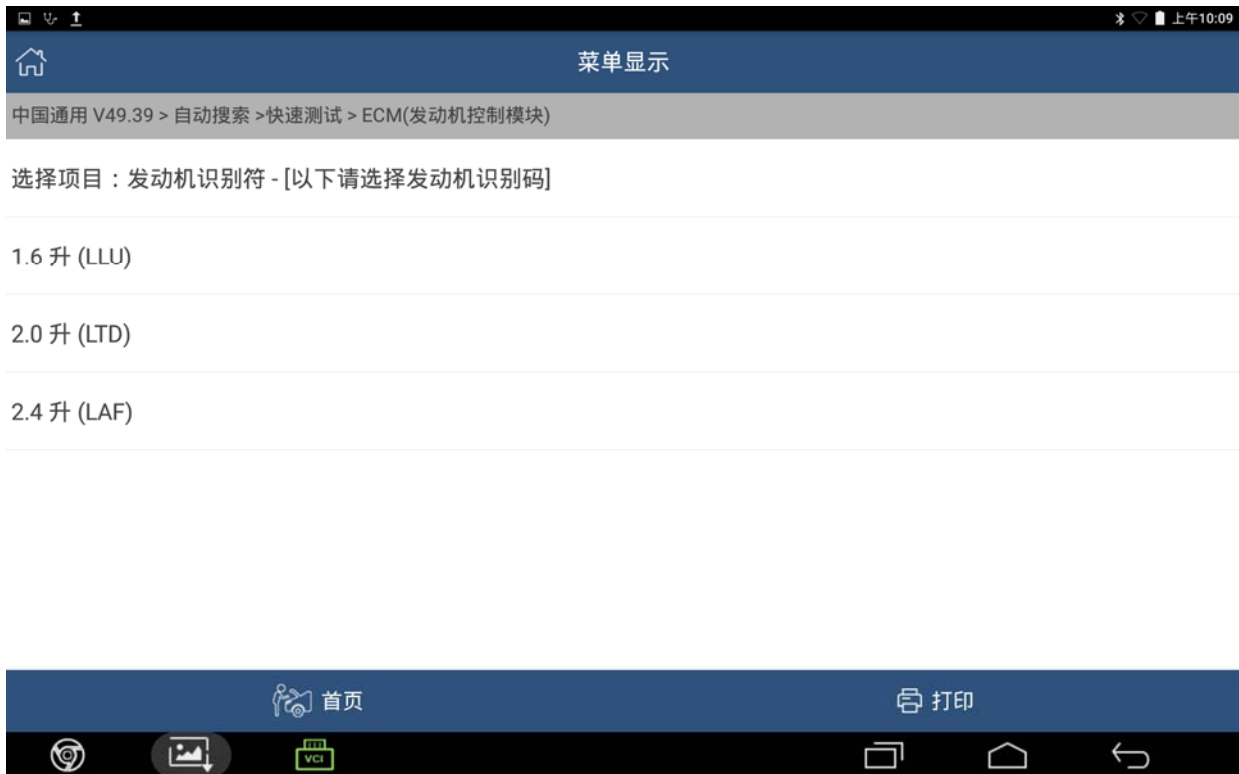 上午10:09
菜单显示
中国通用 V49.39 > 自动搜索 >快速测试 > ECM(发动机控制模块)
选择项目：发动机识别符 - [以下请选择发动机识别码]
1.6 升 (LLU)
2.0 升 (LTD)
2.4 升 (LAF)
首页
打印
VCI